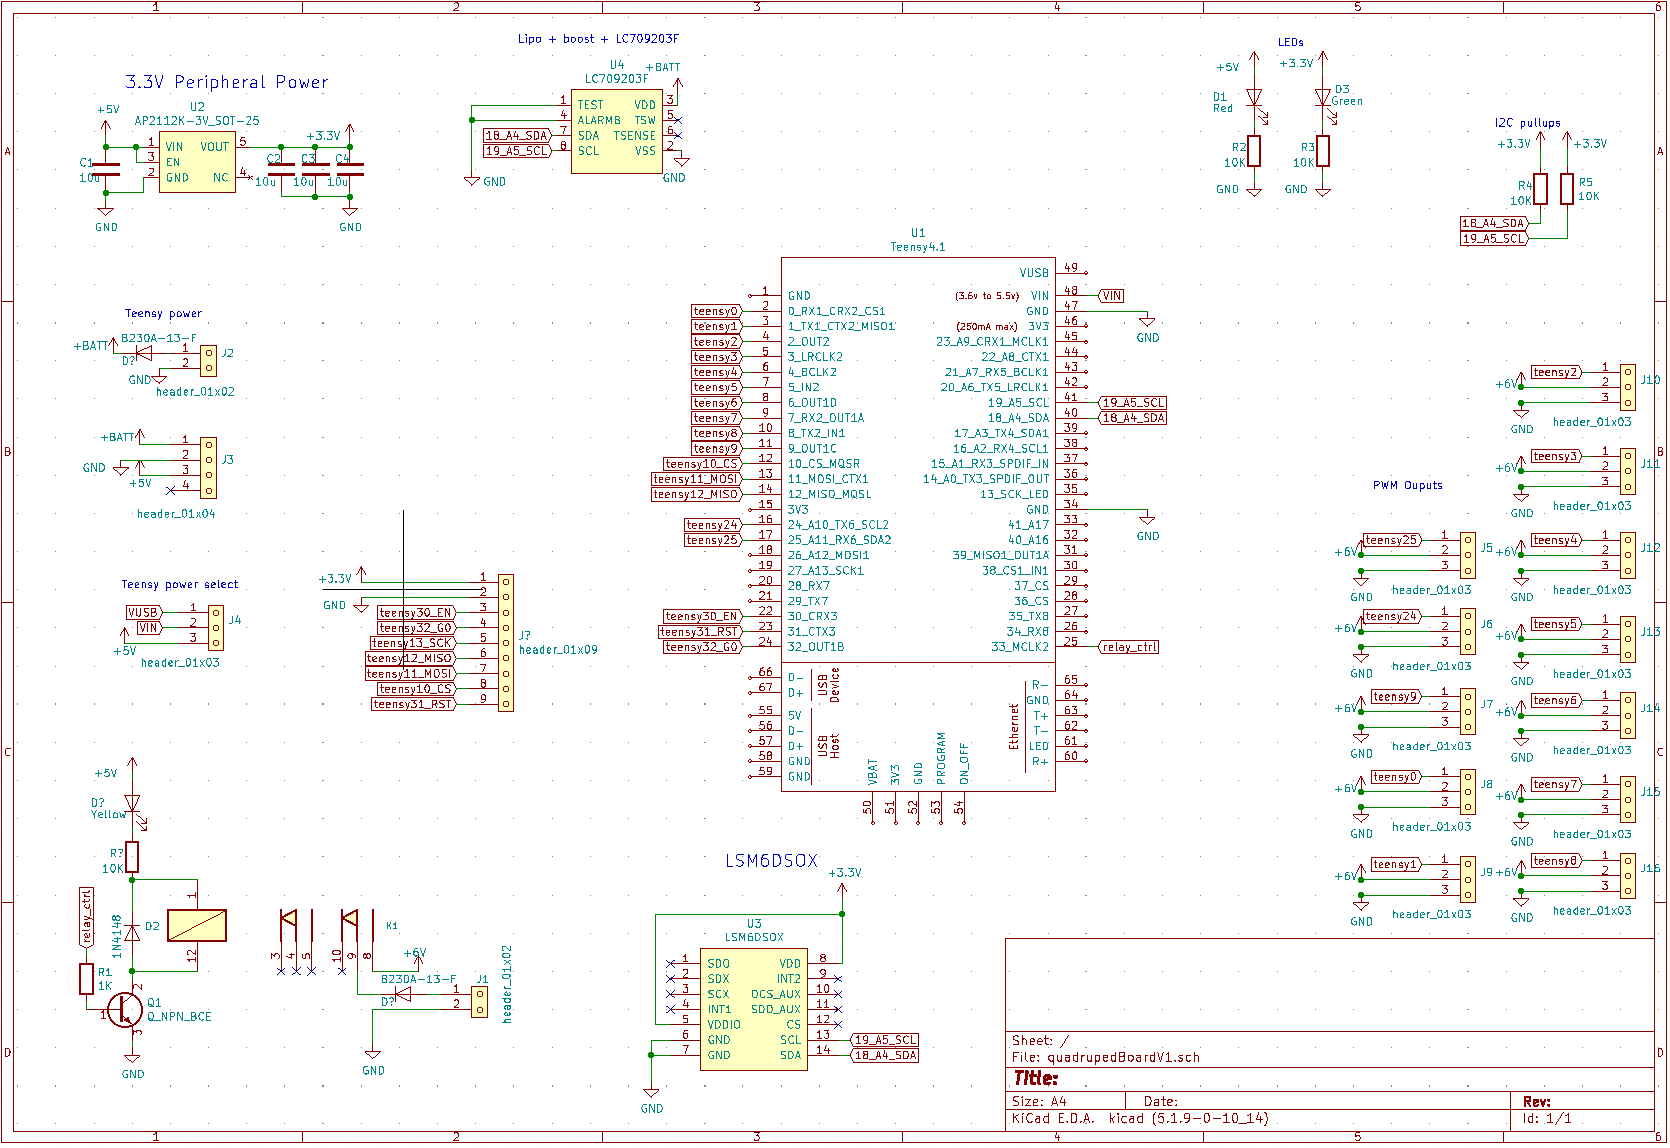 1 2 3 4 5 6
A
B
C
D
Lipo + boost + LC709203F
U4
LC709203F
+BATT
1 TEST VDD 3
4 ALARMB TSW 5
18_A4_SDA 7 SDA TSENSE 6
19_A5_SCL 8 SCL VSS 2
GND
GND
3.3V Peripheral Power
U2
AP2112K-3V_SOT-25
+5V
+3.3V
1 VIN VOUT 5
3 EN
2 GND NC 4
C1
10u
C2
10u
C3
10u
C4
10u
GND
GND
LEDs
+5V
D1
Red
R2
10K
GND
+3.3V
D3
Green
R3
10K
GND
I2C pullups
+3.3V
+3.3V
R4
10K
R5
10K
18_A4_SDA
19_A5_SCL
Teensy power
B230A-13-F
+BATT
D?
1
2
J2
GND
header_01x02
+BATT
GND
+5V
1
2
3
4
J3
header_01x04
Teensy power select
VUSB 1
VIN 2
3
+5V
J4
header_01x03
+3.3V
GND
1
2
teensy30_EN 3
teensy32_G0 4
teensy13_SCK 5
teensy12_MISO 6
teensy11_MOSI 7
teensy10_CS 8
teensy31_RST 9
J?
header_01x09
U1
Teensy4.1
1 GND
teensy0 2 0_RX1_CRX2_CS1
teensy1 3 1_TX1_CTX2_MISO1
teensy2 4 2_OUT2
teensy3 5 3_LRCLK2
teensy4 6 4_BCLK2
teensy5 7 5_IN2
teensy6 8 6_OUT1D
teensy7 9 7_RX2_OUT1A
teensy8 10 8_TX2_IN1
teensy9 11 9_OUT1C
teensy10_CS 12 10_CS_MQSR
teensy11_MOSI 13 11_MOSI_CTX1
teensy12_MISO 14 12_MISO_MQSL
15 3V3
teensy24 16 24_A10_TX6_SCL2
teensy25 17 25_A11_RX6_SDA2
18 26_A12_MOSI1
19 27_A13_SCK1
20 28_RX7
21 29_TX7
teensy30_EN 22 30_CRX3
teensy31_RST 23 31_CTX3
teensy32_G0 24 32_OUT1B
66 D-
67 D+
USB Device
55 5V
56 D-
57 D+
58 GND
59 GND
USB Host
VUSB 49
(3.6v to 5.5v) VIN 48 VIN
GND 47
(250mA max) 3V3 46
23_A9_CRX1_MCLK1 45
22_A8_CTX1 44
21_A7_RX5_BCLK1 43
20_A6_TX5_LRCLK1 42
19_A5_SCL 41 19_A5_SCL
18_A4_SDA 40 18_A4_SDA
17_A3_TX4_SDA1 39
16_A2_RX4_SCL1 38
15_A1_RX3_SPDIF_IN 37
14_A0_TX3_SPDIF_OUT 36
13_SCK_LED 35
GND 34
41_A17 33
40_A16 32
39_MISO1_OUT1A 31
38_CS1_IN1 30
37_CS 29
36_CS 28
35_TX8 27
34_RX8 26
33_MCLK2 25 relay_ctrl
GND
GND
R- 65
GND 64
T+ 63
T- 62
LED 61
R+ 60
Ethernet
VBAT 3V3 GND PROGRAM ON_OFF
50 51 52 53 54
PWM Ouputs
teensy25 1
+6V 2
3
J5
GND
header_01x03
teensy24 1
+6V 2
3
J6
GND
header_01x03
teensy9 1
+6V 2
3
J7
GND
header_01x03
teensy0 1
+6V 2
3
J8
GND
header_01x03
teensy1 1
+6V 2
3
J9
GND
header_01x03
teensy2 1
+6V 2
3
J10
GND
header_01x03
teensy3 1
+6V 2
3
J11
GND
header_01x03
teensy4 1
+6V 2
3
J12
GND
header_01x03
teensy5 1
+6V 2
3
J13
GND
header_01x03
teensy6 1
+6V 2
3
J14
GND
header_01x03
teensy7 1
+6V 2
3
J15
GND
header_01x03
teensy8 1
+6V 2
3
J16
GND
header_01x03
+5V
D?
Yellow
R?
10K
relay_ctrl
1N4148
D2
1
12
R1
1K
Q1
Q_NPN_BCE
1
2
3
GND
3 4 5 10 9 8
K1
+6V
B230A-13-F
D?
1
2
J1
header_01x02
GND
LSM6DSOX
+3.3V
U3
LSM6DSOX
1 SDO VDD 8
2 SDX INT2 9
3 SCX OCS_AUX 10
4 INT1 SDO_AUX 11
5 VDDIO CS 12
6 GND SCL 13 19_A5_SCL
7 GND SDA 14 18_A4_SDA
GND
Sheet: /
File: quadrupedBoardV1.sch
Title:
Size: A4 Date: Rev:
KiCad E.D.A. kicad (5.1.9-0-10_14) Id: 1/1
A
B
C
D
1 2 3 4 5 6